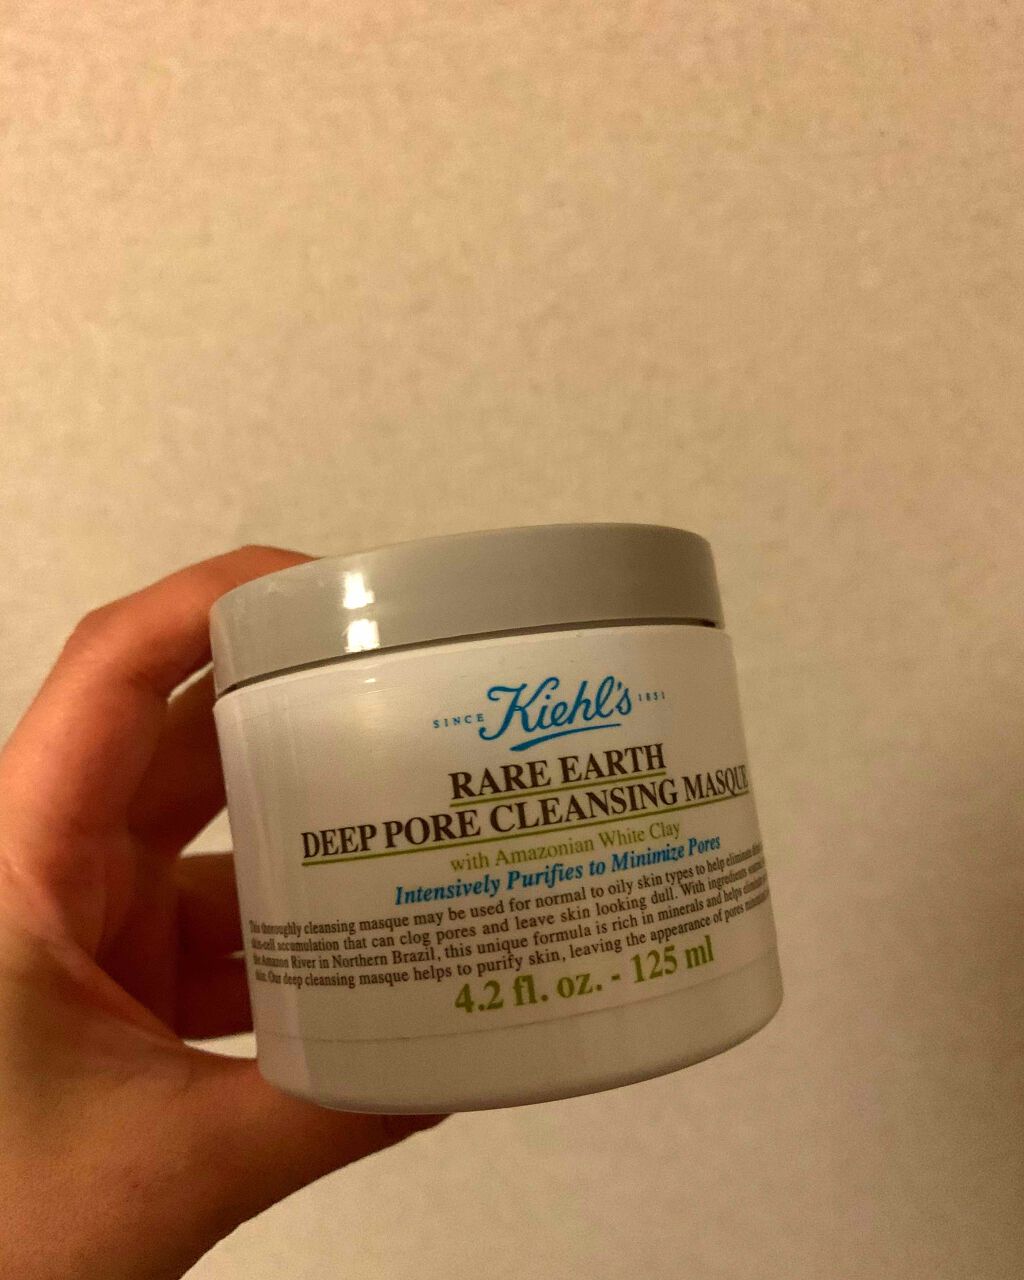 SINCE Kiehl's 1851
RARE EARTH
DEEP PORE CLEANSING MASQUE
with Amazonian White Clay
Intensively Purifies to Minimize Pores
This thoroughly cleansing masque may be used for normal to oily skin types to help eliminate
skin-cell accumulation that can clog pores and leave skin looking dull. With ingredients
the Amazon River in Northern Brazil, this unique formula is rich in minerals and helps
skin. Our deep cleansing masque helps to purify skin, leaving the appearance of pores
4.2 fl. oz. - 125 ml